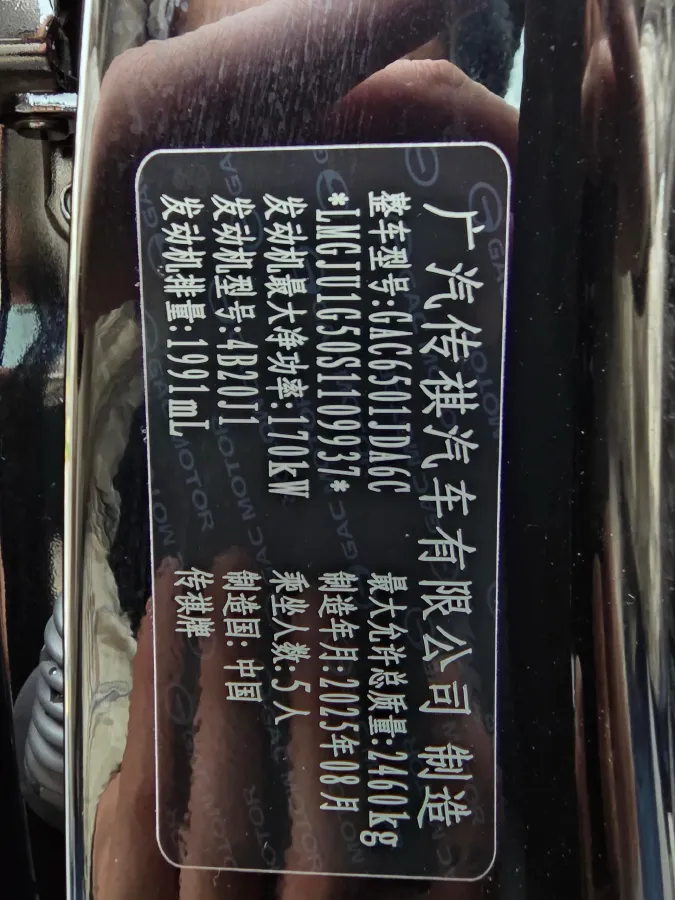 广汽传祺汽车有限公司 制造
整车型号:GAC6501JDA6C 最大允许总质量:2460kg
*LMGJU1G50S1109937* 制造年月:2025年08月
发动机最大净功率:170kW 乘坐人数:5人
发动机型号:4B20J1 制造国:中国
发动机排量:1991mL 传祺牌
GAC MOTOR